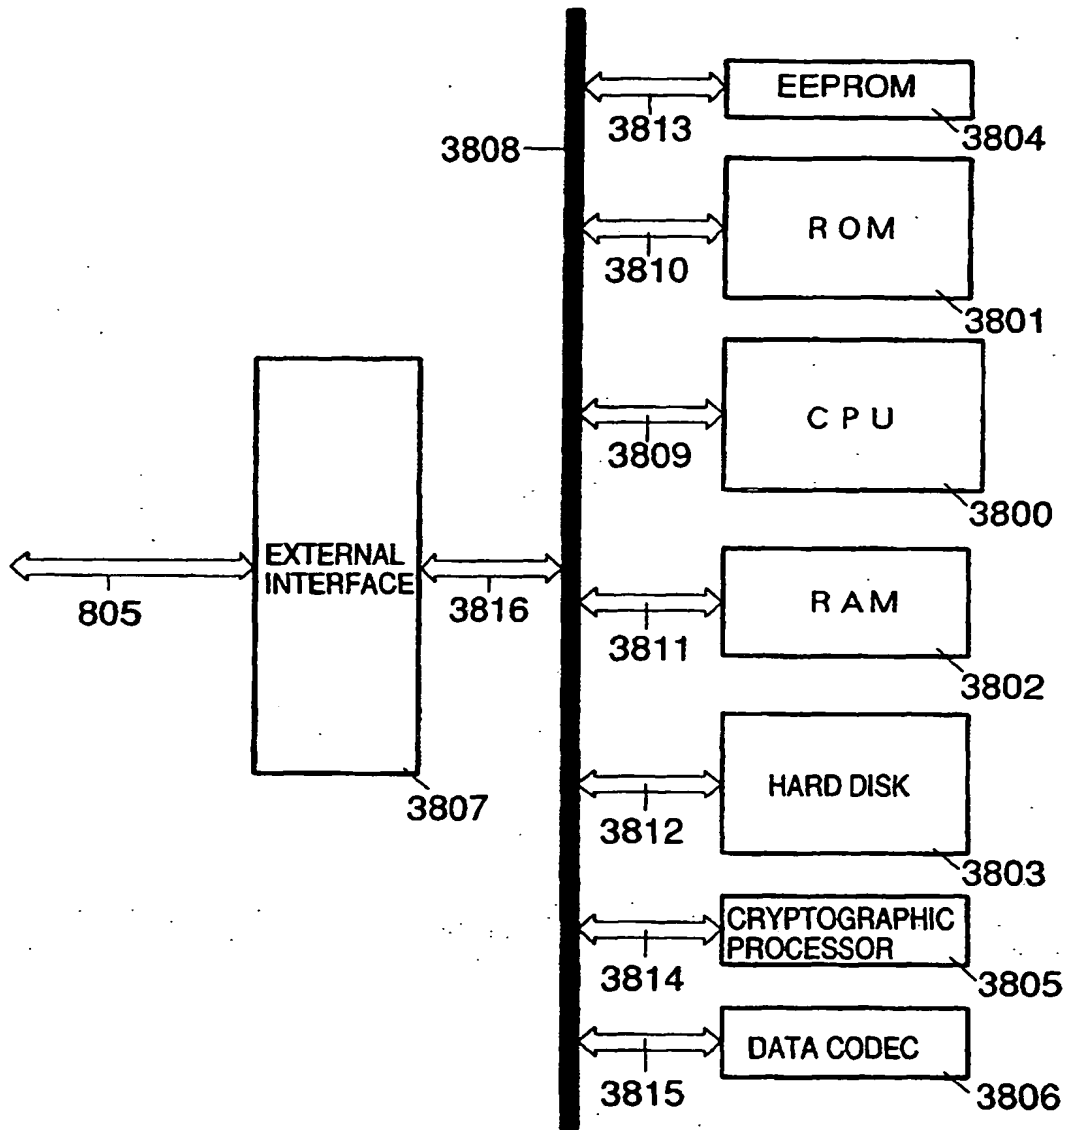 EEPROM
3813
3804
3808
ROM
3810
3801
CPU
3809
3800
EXTERNAL
INTERFACE
805
3816
RAM
3811
3802
3807
HARD DISK
3812
3803
CRYPTOGRAPHIC
PROCESSOR
3814
3805
DATA CODEC
3815
3806